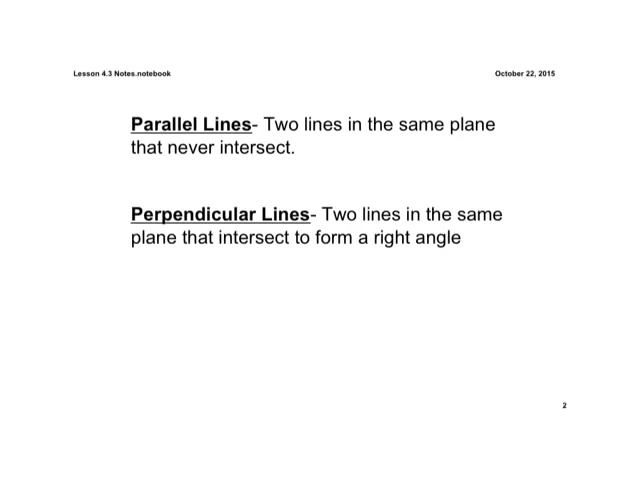 Lesson 4.3 Notes.notebook
October 22, 2015
Parallel Lines- Two lines in the same plane
that never intersect.
Perpendicular Lines- Two lines in the same
plane that intersect to form a right angle
2